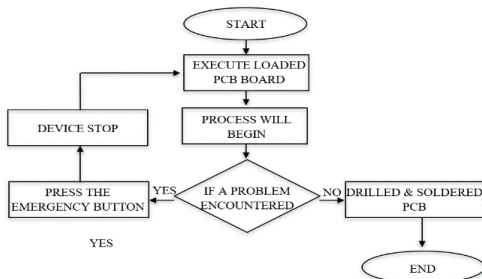 START
EXECUTE LOADED
PCB BOARD
DEVICE STOP
PROCESS WILL
BEGIN
PRESS THE
EMERGENCY BUTTON
YES
IF A PROBLEM
ENCOUNTERED
NO
DRILLED & SOLDERED
PCB
YES
END